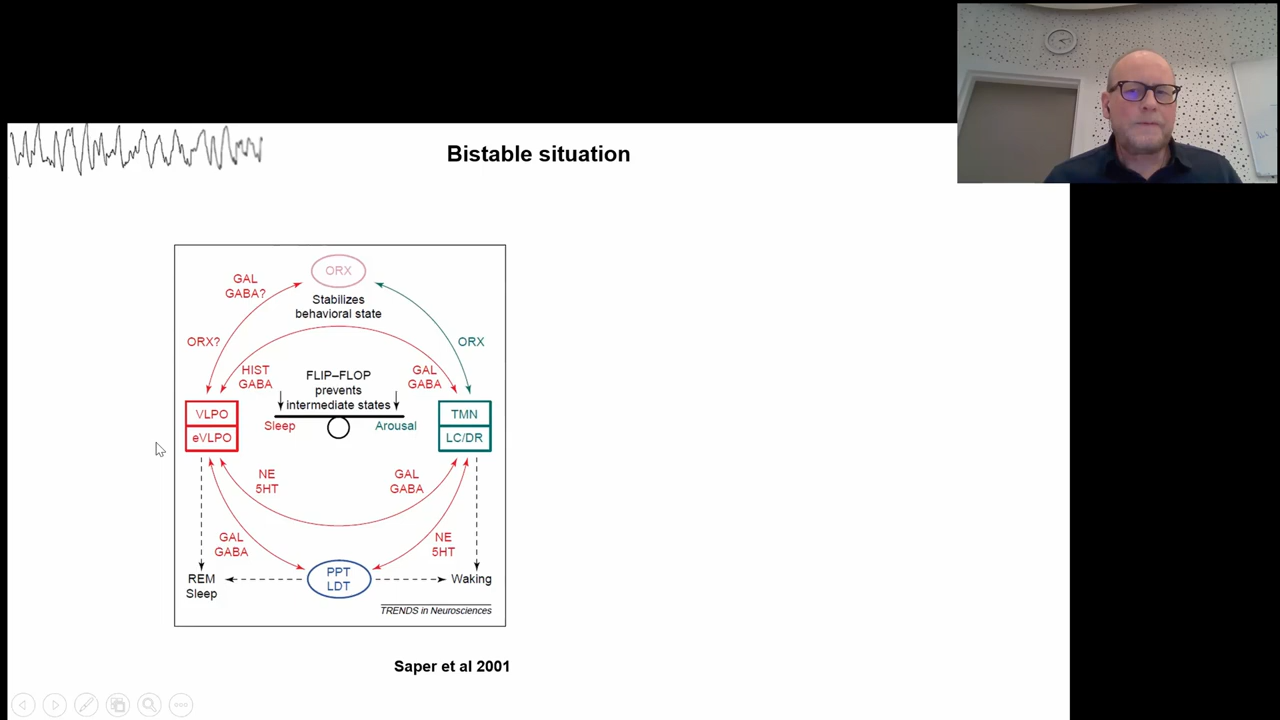 Bistable situation
ORX
GAL
GABA?
Stabilizes
behavioral state
ORX?
ORX
HIST
GABA
FLIP–FLOP
prevents
intermediate states
GAL
GABA
Sleep
Arousal
VLPO
eVLPO
TMN
LC/DR
NE
5HT
GAL
GABA
GAL
GABA
NE
5HT
PPT
LDT
REM
Sleep
Waking
TRENDS in Neurosciences
Saper et al 2001